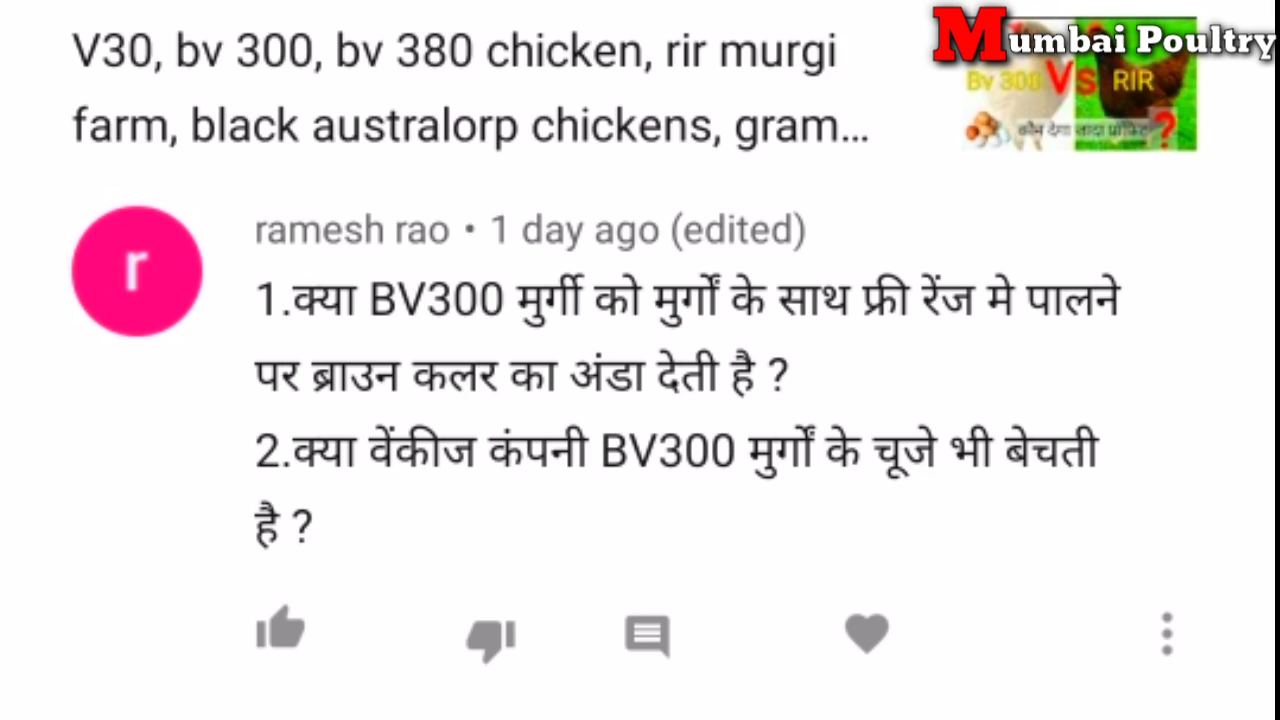 Mumbai Poultry
V30, bv 300, bv 380 chicken, rir murgi
farm, black australorp chickens, gram...
Bv 300 Vs RIR
कौन देगा जादा प्रॉफिट ?
r
ramesh rao • 1 day ago (edited)
1.क्या BV300 मुर्गी को मुर्गों के साथ फ्री रेंज मे पालने
पर ब्राउन कलर का अंडा देती है ?
2.क्या वेंकीज कंपनी BV300 मुर्गों के चूजे भी बेचती
है ?